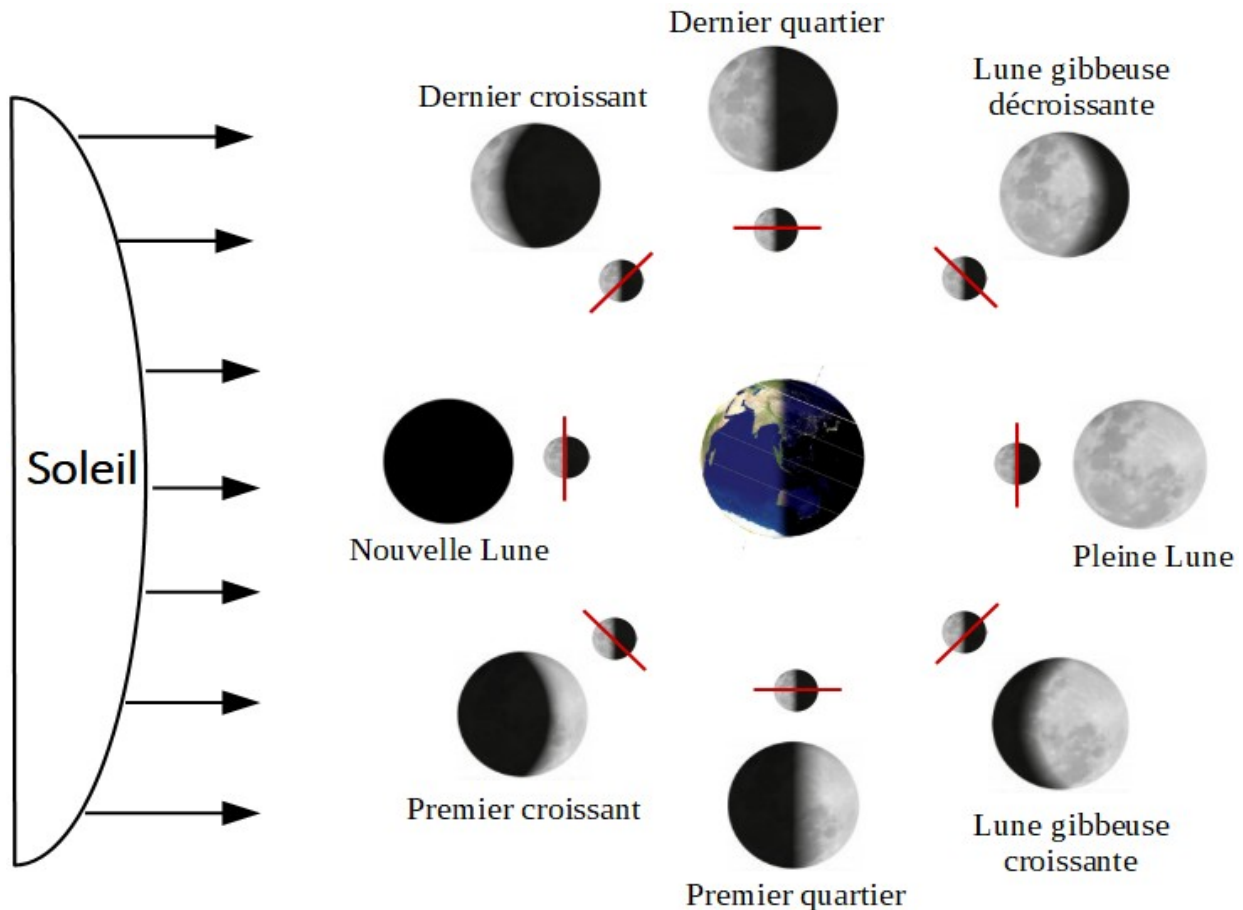 Dernier quartier
Lune gibbeuse
décroissante
Dernier croissant
Soleil
Nouvelle Lune
Pleine Lune
Premier croissant
Lune gibbeuse
croissante
Premier quartier